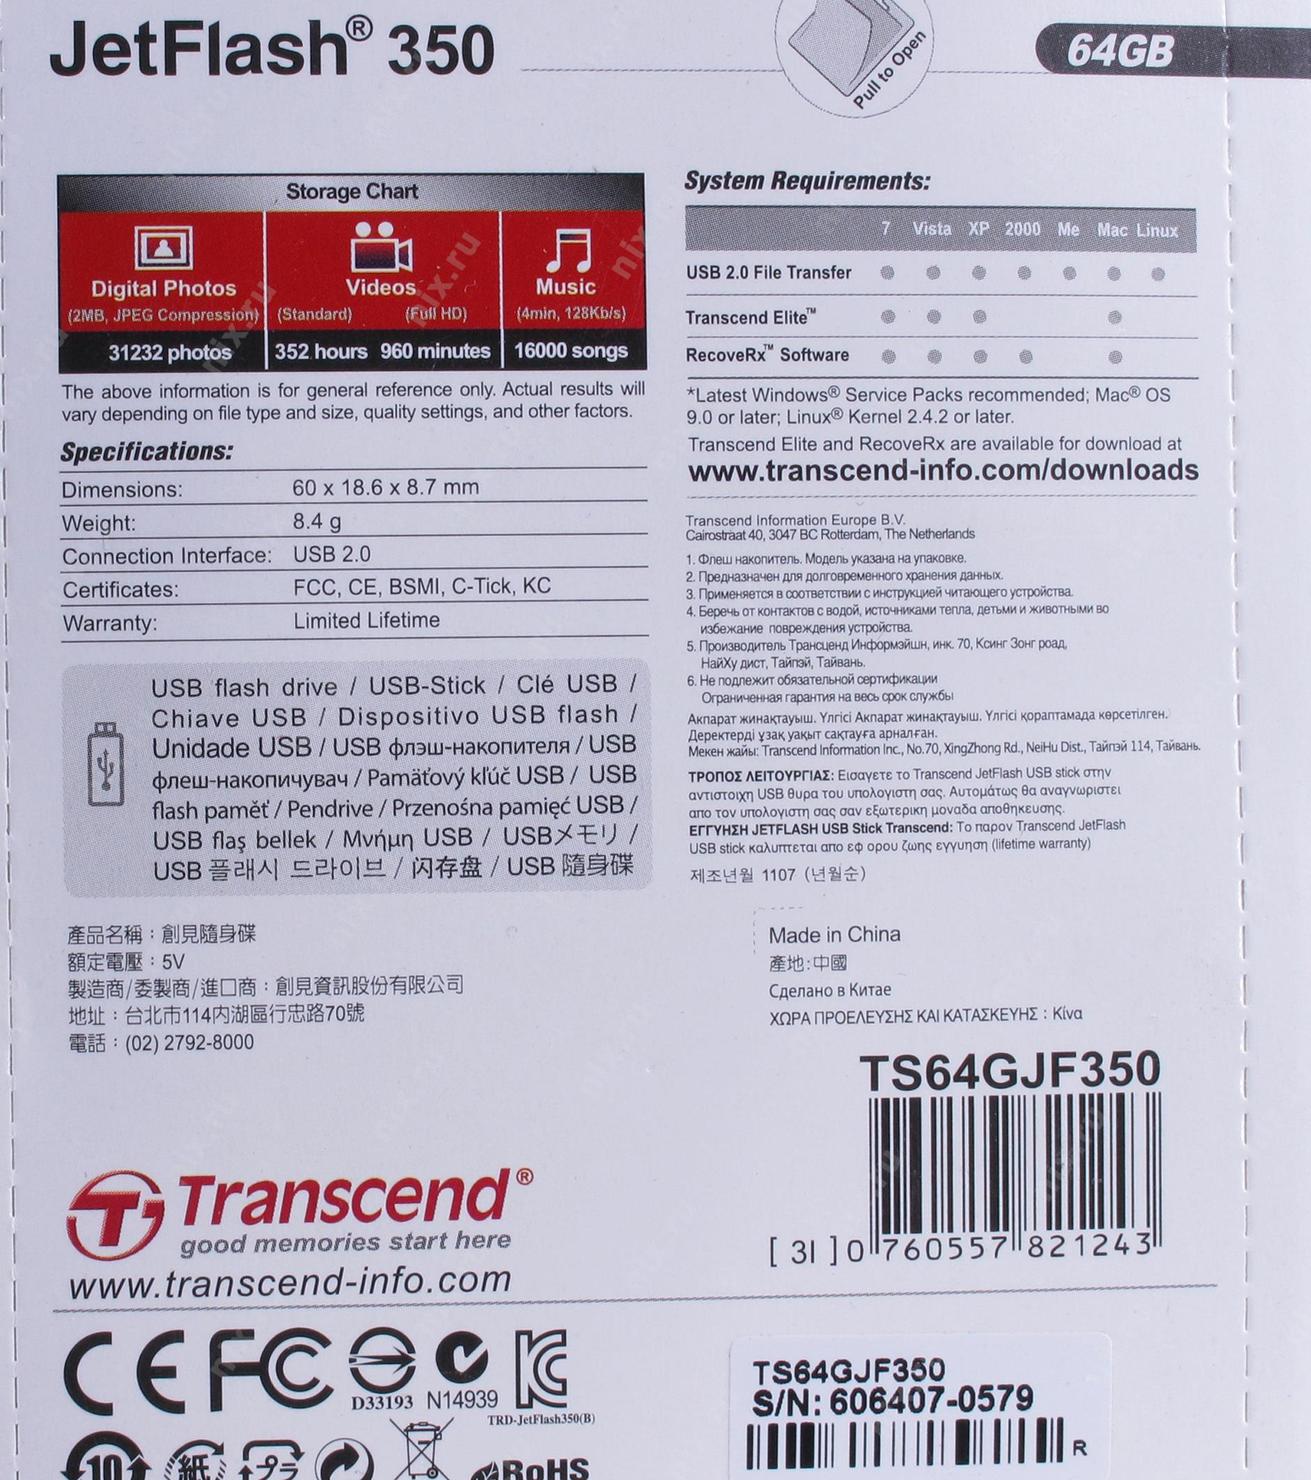 JetFlash® 350
Pull to Open
64GB
Storage Chart
Digital Photos
(2MB, JPEG Compression)
31232 photos
Videos
(Standard) (Full HD)
352 hours 960 minutes
Music
(4min, 128Kb/s)
16000 songs
The above information is for general reference only. Actual results will
vary depending on file type and size, quality settings, and other factors.
Specifications:
Dimensions: 60 x 18.6 x 8.7 mm
Weight: 8.4 g
Connection Interface: USB 2.0
Certificates: FCC, CE, BSMI, C-Tick, KC
Warranty: Limited Lifetime
USB flash drive / USB-Stick / Clé USB /
Chiave USB / Dispositivo USB flash /
Unidade USB / USB флэш-накопителя / USB
флеш-накопичувач / Pamäťový kľúč USB / USB
flash paměť / Pendrive / Przenośna pamięć USB /
USB flaş bellek / Μνήμη USB / USBメモリ /
USB 플래시 드라이브 / 闪存盘 / USB 隨身碟
產品名稱：創見隨身碟
額定電壓：5V
製造商/委製商/進口商：創見資訊股份有限公司
地址：台北市114內湖區行忠路70號
電話：(02) 2792-8000
System Requirements:
7 Vista XP 2000 Me Mac Linux
USB 2.0 File Transfer
Transcend Elite™
RecoveRx™ Software
*Latest Windows® Service Packs recommended; Mac® OS
9.0 or later; Linux® Kernel 2.4.2 or later.
Transcend Elite and RecoveRx are available for download at
www.transcend-info.com/downloads
Transcend Information Europe B.V.
Cairostraat 40, 3047 BC Rotterdam, The Netherlands
1. Флеш накопитель. Модель указана на упаковке.
2. Предназначен для долговременного хранения данных.
3. Применяется в соответствии с инструкцией читающего устройства.
4. Беречь от контактов с водой, источниками тепла, детьми и животными во
избежание повреждения устройства.
5. Производитель Трансценд Информэйшн, инк. 70, Ксинг Зонг роад,
НайХу дист, Тайпэй, Тайвань.
6. Не подлежит обязательной сертификации
Ограниченная гарантия на весь срок службы
Ақпарат жинақтауыш. Үлгісі Ақпарат жинақтауыш. Үлгісі қораптамада көрсетілген.
Деректерді ұзақ уақыт сақтауға арналған.
Мекен жайы: Transcend Information Inc., No.70, XingZhong Rd., NeiHu Dist., Тайпэй 114, Тайвань.
ΤΡΟΠΟΣ ΛΕΙΤΟΥΡΓΙΑΣ: Εισαγετε το Transcend JetFlash USB stick στην
αντιστοιχη USB θυρα του υπολογιστη σας. Αυτομάτως θα αναγνωριστει
απο τον υπολογιστη σας σαν εξωτερικη μοναδα αποθηκευσης.
ΕΓΓΥΗΣΗ JETFLASH USB Stick Transcend: Το παρον Transcend JetFlash
USB stick καλυπτεται απο εφ ορου ζωης εγγυηση (lifetime warranty)
제조년월 1107 (년월순)
Made in China
產地:中國
Сделано в Китае
ΧΩΡΑ ΠΡΟΕΛΕΥΣΗΣ ΚΑΙ ΚΑΤΑΣΚΕΥΗΣ : Κίνα
TS64GJF350
[ 3I ] 0 760557 821243
Transcend®
good memories start here
www.transcend-info.com
CE FC
D33193 N14939
TRD-JetFlash350(B)
10 紙 プラ
RoHS
TS64GJF350
S/N: 606407-0579
R
nix.ru